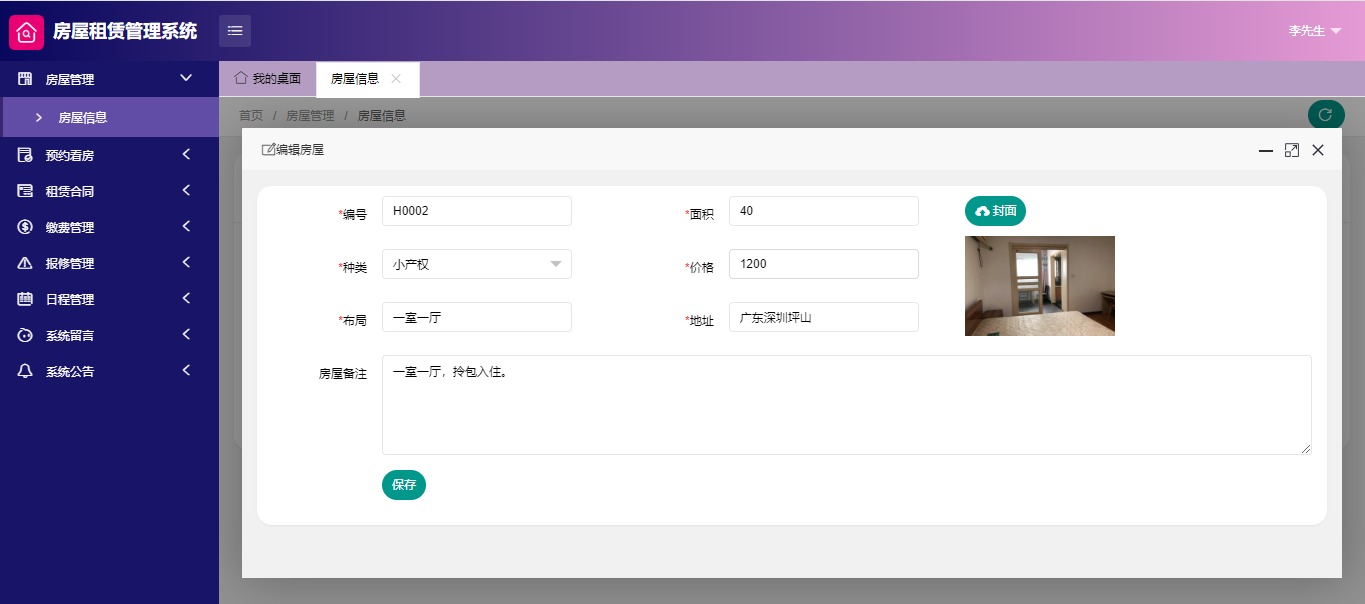 房屋租赁管理系统
李先生
房屋管理
房屋信息
预约看房
租赁合同
缴费管理
报修管理
日程管理
系统留言
系统公告
我的桌面
房屋信息
首页 / 房屋管理 / 房屋信息
编辑房屋
*编号 H0002
*面积 40
封面
*种类 小产权
*价格 1200
*布局 一室一厅
*地址 广东深圳坪山
房屋备注 一室一厅，拎包入住。
保存